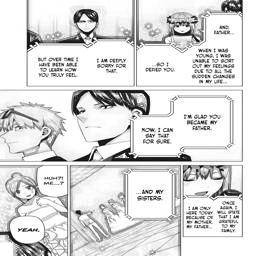 AND,
FATHER...
WHEN I WAS
YOUNG, I WAS
UNABLE TO SORT
OUT MY FEELINGS
DUE TO ALL THE
SUDDEN CHANGES
IN MY LIFE...
...SO I
DEFIED YOU.
BUT OVER TIME I
HAVE BEEN ABLE
TO LEARN HOW
YOU TRULY FEEL.
I AM DEEPLY
SORRY FOR
THAT.
I'M GLAD
YOU BECAME
MY FATHER.
NOW, I CAN
SAY THAT
FOR SURE.
ONCE
AGAIN, I WILL
STATE THAT
I AM GRATEFUL
TO MY
FAMILY.
I AM ONLY
HERE TODAY
BECAUSE
OF MY
MOTHER,
MY
FATHER...
...AND MY
SISTERS.
HUH?!
ME...?
YEAH.